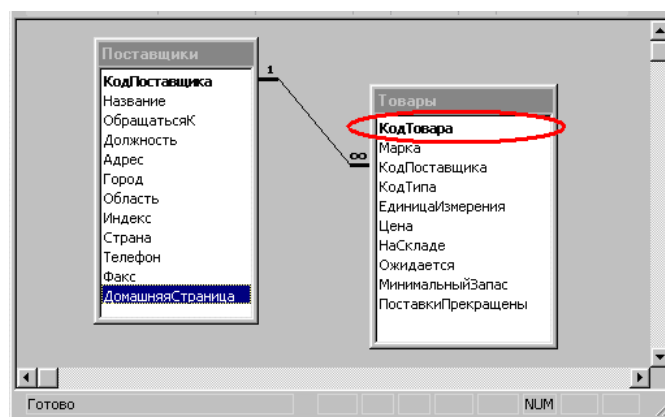 Поставщики
КодПоставщика
Название
ОбращатьсяК
Должность
Адрес
Город
Область
Индекс
Страна
Телефон
Факс
ДомашняяСтраница
1
∞
Товары
КодТовара
Марка
КодПоставщика
КодТипа
ЕдиницаИзмерения
Цена
НаСкладе
Ожидается
МинимальныйЗапас
ПоставкиПрекращены
Готово
NUM